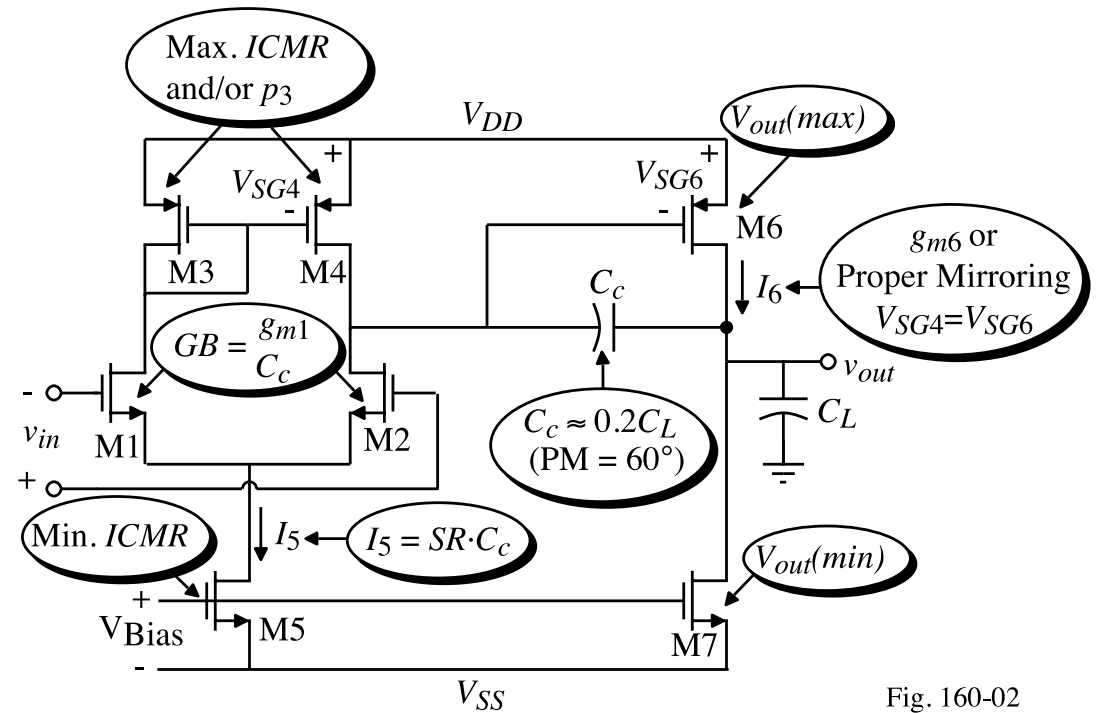 Max. ICMR
and/or p3
VDD
Vout(max)
+
+
VSG4
-
VSG6
-
M6
M3
M4
gm6 or
Proper Mirroring
VSG4=VSG6
I6
Cc
GB = gm1
Cc
vout
CL
-
vin
+
M1
M2
Cc ≈ 0.2CL
(PM = 60°)
Min. ICMR
I5
I5 = SR·Cc
Vout(min)
+
VBias
-
M5
M7
VSS
Fig. 160-02